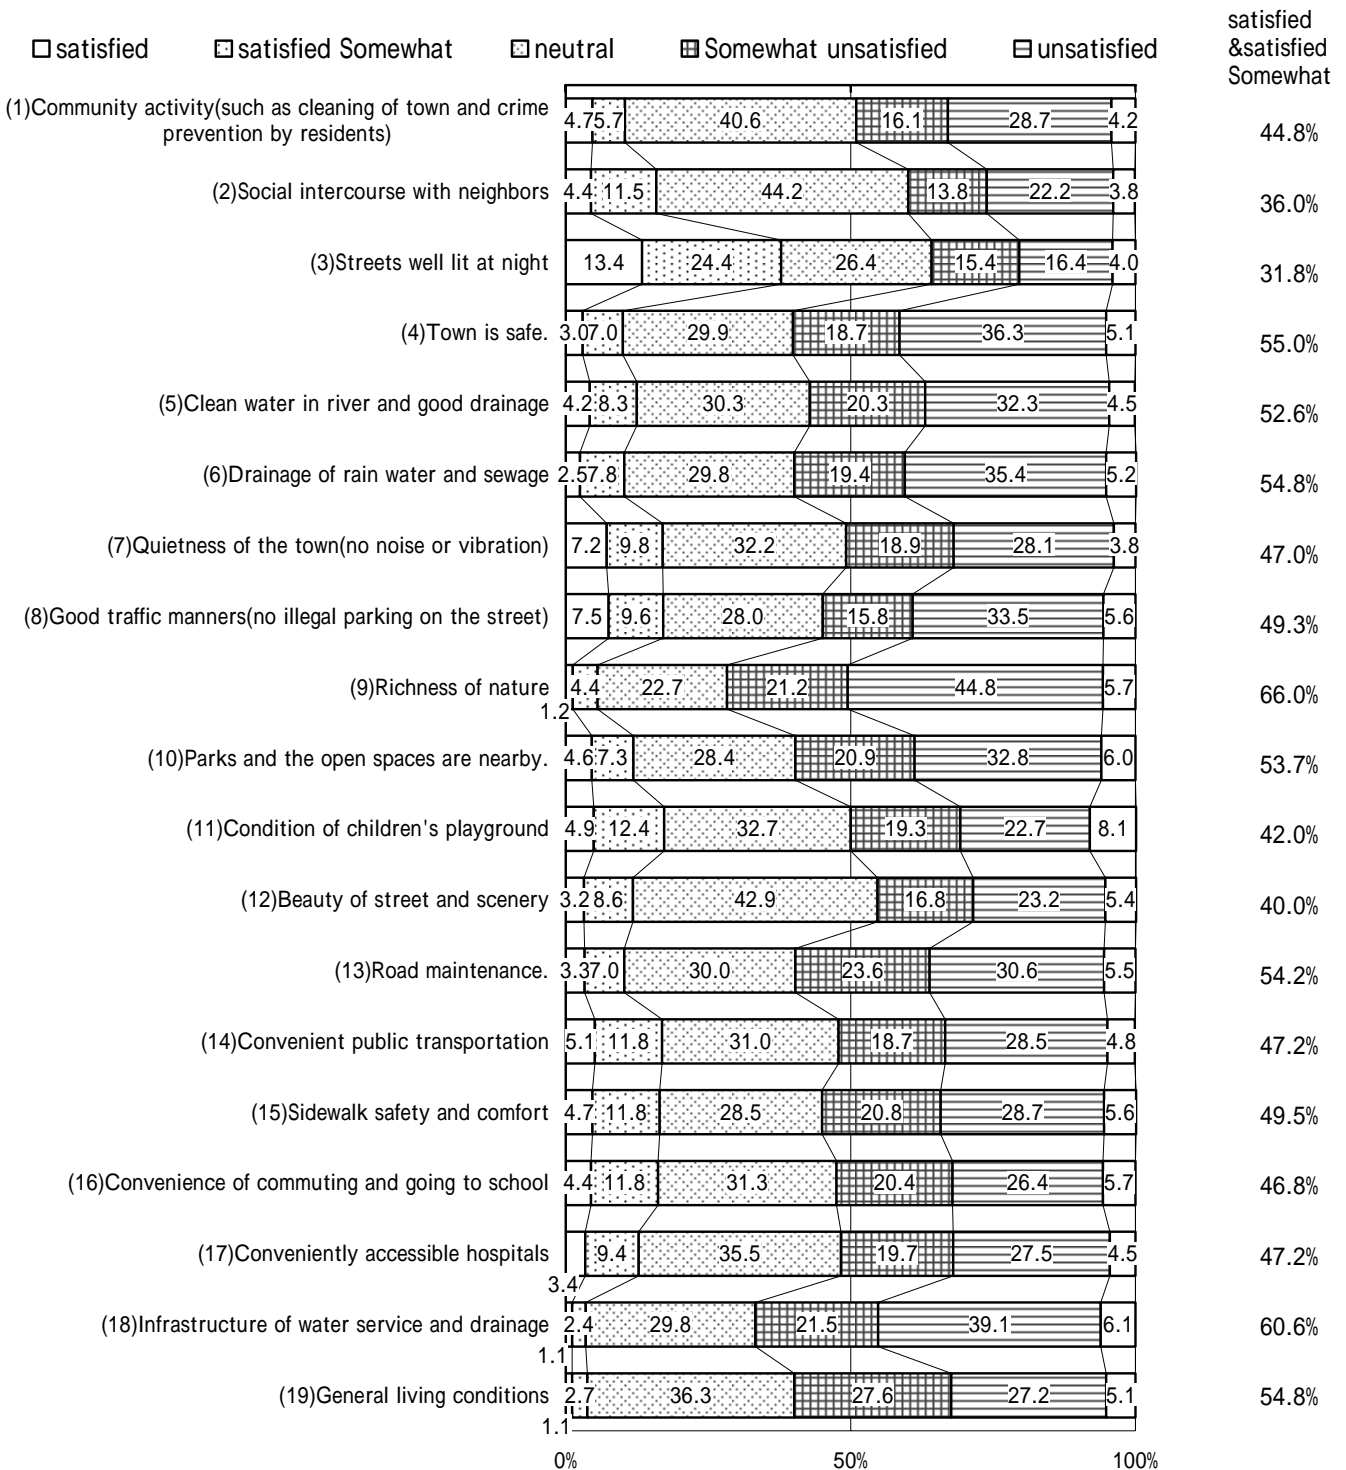 satisfied
&satisfied
Somewhat
satisfied satisfied Somewhat neutral Somewhat unsatisfied unsatisfied
(1)Community activity(such as cleaning of town and crime
prevention by residents)
4.7 5.7 40.6 16.1 28.7 4.2 44.8%
(2)Social intercourse with neighbors 4.4 11.5 44.2 13.8 22.2 3.8 36.0%
(3)Streets well lit at night 13.4 24.4 26.4 15.4 16.4 4.0 31.8%
(4)Town is safe. 3.0 7.0 29.9 18.7 36.3 5.1 55.0%
(5)Clean water in river and good drainage 4.2 8.3 30.3 20.3 32.3 4.5 52.6%
(6)Drainage of rain water and sewage 2.5 7.8 29.8 19.4 35.4 5.2 54.8%
(7)Quietness of the town(no noise or vibration) 7.2 9.8 32.2 18.9 28.1 3.8 47.0%
(8)Good traffic manners(no illegal parking on the street) 7.5 9.6 28.0 15.8 33.5 5.6 49.3%
(9)Richness of nature 4.4 22.7 21.2 44.8 5.7 66.0%
1.2
(10)Parks and the open spaces are nearby. 4.6 7.3 28.4 20.9 32.8 6.0 53.7%
(11)Condition of children's playground 4.9 12.4 32.7 19.3 22.7 8.1 42.0%
(12)Beauty of street and scenery 3.2 8.6 42.9 16.8 23.2 5.4 40.0%
(13)Road maintenance. 3.3 7.0 30.0 23.6 30.6 5.5 54.2%
(14)Convenient public transportation 5.1 11.8 31.0 18.7 28.5 4.8 47.2%
(15)Sidewalk safety and comfort 4.7 11.8 28.5 20.8 28.7 5.6 49.5%
(16)Convenience of commuting and going to school 4.4 11.8 31.3 20.4 26.4 5.7 46.8%
(17)Conveniently accessible hospitals 9.4 35.5 19.7 27.5 4.5 47.2%
3.4
(18)Infrastructure of water service and drainage 2.4 29.8 21.5 39.1 6.1 60.6%
1.1
(19)General living conditions 2.7 36.3 27.6 27.2 5.1 54.8%
1.1
0% 50% 100%